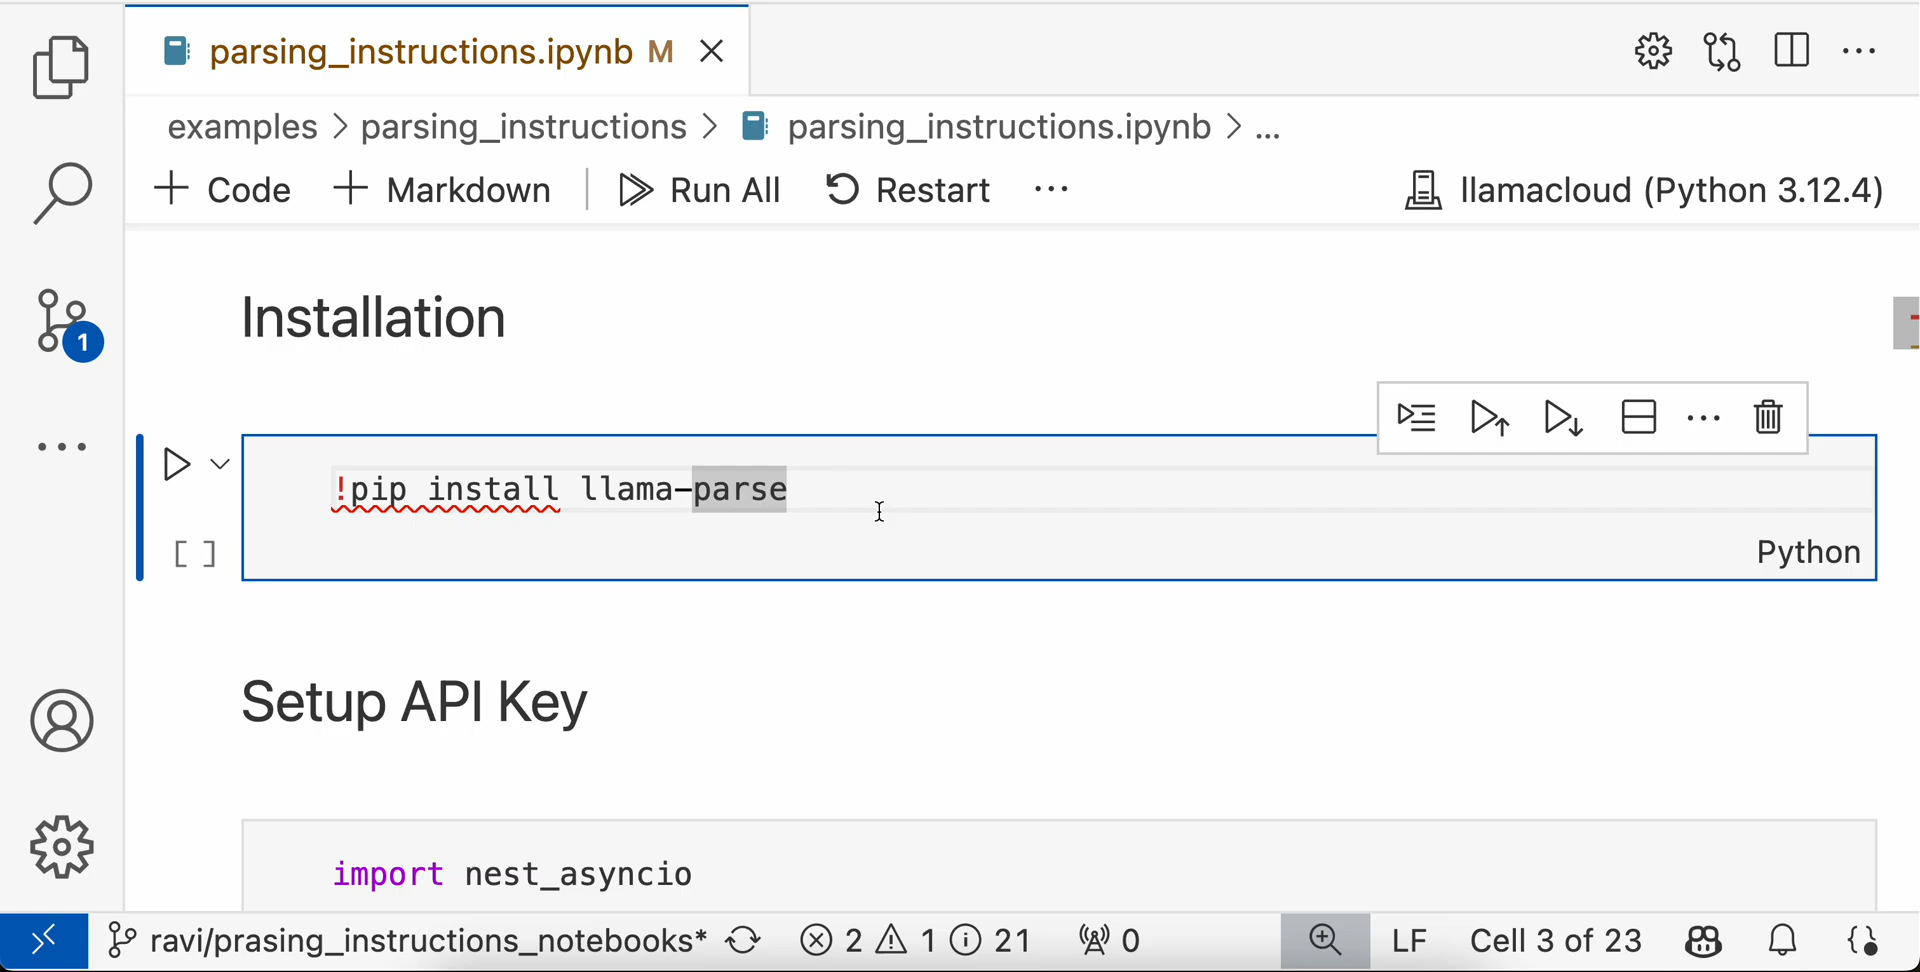 parsing_instructions.ipynb M
examples > parsing_instructions > parsing_instructions.ipynb > ...
+ Code + Markdown Run All Restart ... llamacloud (Python 3.12.4)
1
Installation
!pip install llama-parse
[ ]
Python
Setup API Key
import nest_asyncio
ravi/prasing_instructions_notebooks* 2 1 21 0 LF Cell 3 of 23